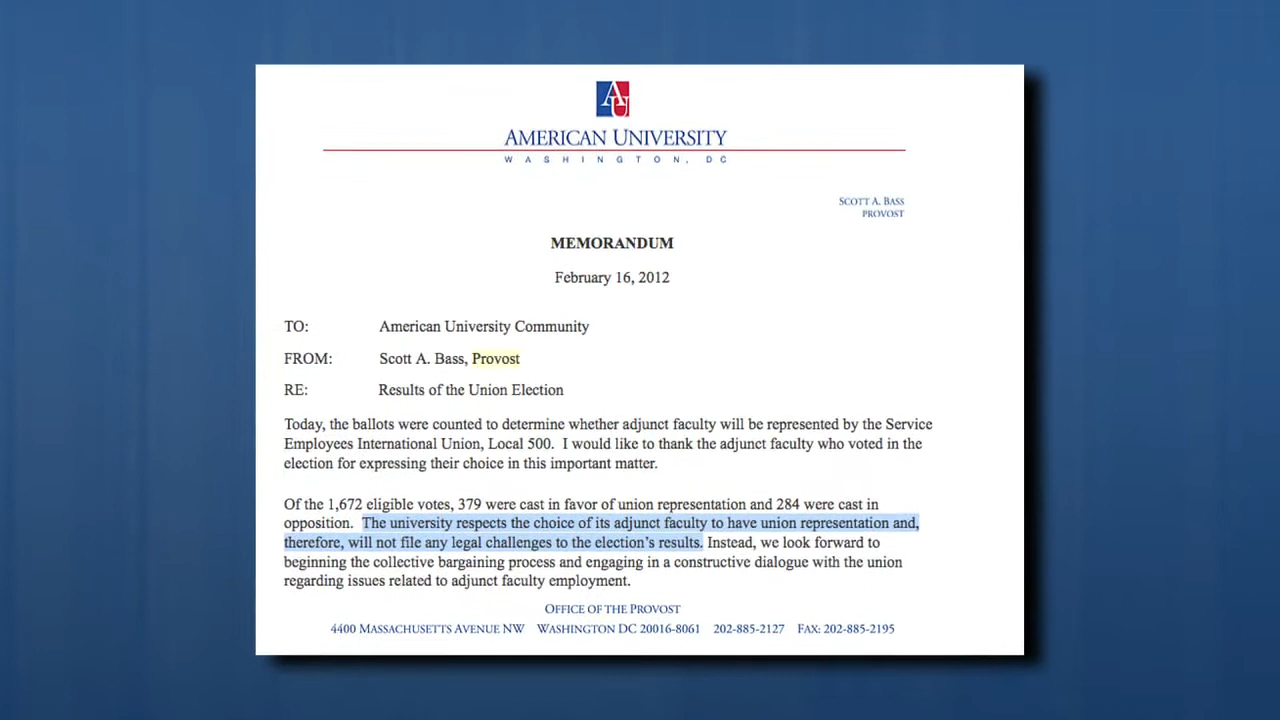 AU
AMERICAN UNIVERSITY
WASHINGTON, DC
SCOTT A. BASS
PROVOST
MEMORANDUM
February 16, 2012
TO: American University Community
FROM: Scott A. Bass, Provost
RE: Results of the Union Election
Today, the ballots were counted to determine whether adjunct faculty will be represented by the Service
Employees International Union, Local 500. I would like to thank the adjunct faculty who voted in the
election for expressing their choice in this important matter.
Of the 1,672 eligible votes, 379 were cast in favor of union representation and 284 were cast in
opposition. The university respects the choice of its adjunct faculty to have union representation and,
therefore, will not file any legal challenges to the election's results. Instead, we look forward to
beginning the collective bargaining process and engaging in a constructive dialogue with the union
regarding issues related to adjunct faculty employment.
OFFICE OF THE PROVOST
4400 MASSACHUSETTS AVENUE NW WASHINGTON DC 20016-8061 202-885-2127 FAX: 202-885-2195